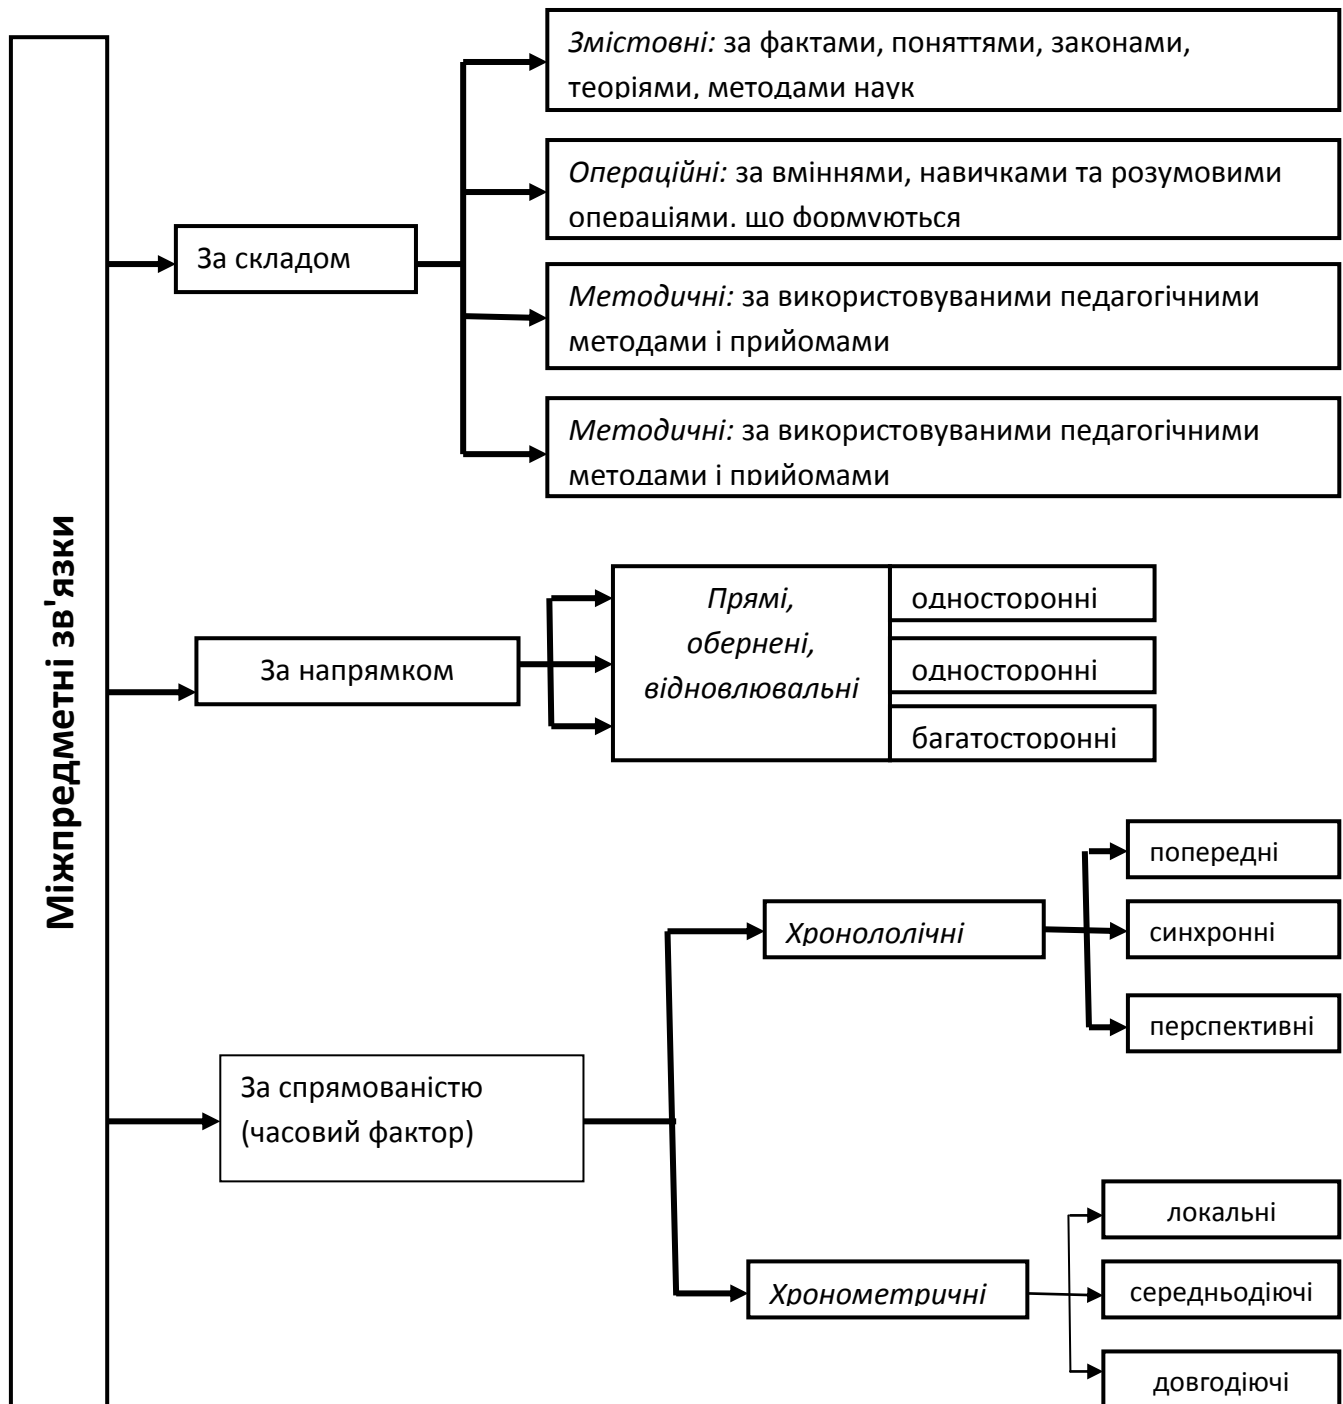 Міжпредметні зв'язки
За складом
Змістовні: за фактами, поняттями, законами,
теоріями, методами наук
Операційні: за вміннями, навичками та розумовими
операціями, що формуються
Методичні: за використовуваними педагогічними
методами і прийомами
Методичні: за використовуваними педагогічними
методами і прийомами
За напрямком
Прямі,
обернені,
відновлювальні
односторонні
односторонні
багатосторонні
За спрямованістю
(часовий фактор)
Хронололічні
попередні
синхронні
перспективні
Хронометричні
локальні
середньодіючі
довгодіючі